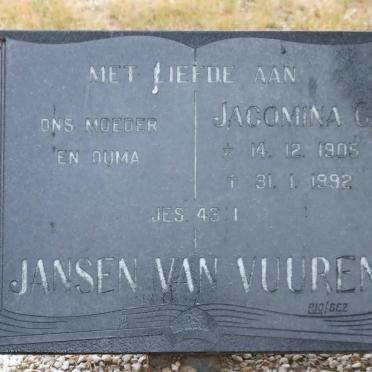 MET LIEFDE AAN
ONS MOEDER
EN OUMA
JACOMINA C
* 14. 12. 1905
† 31. 1. 1992
JES. 43:1
JANSEN VAN VUUREN